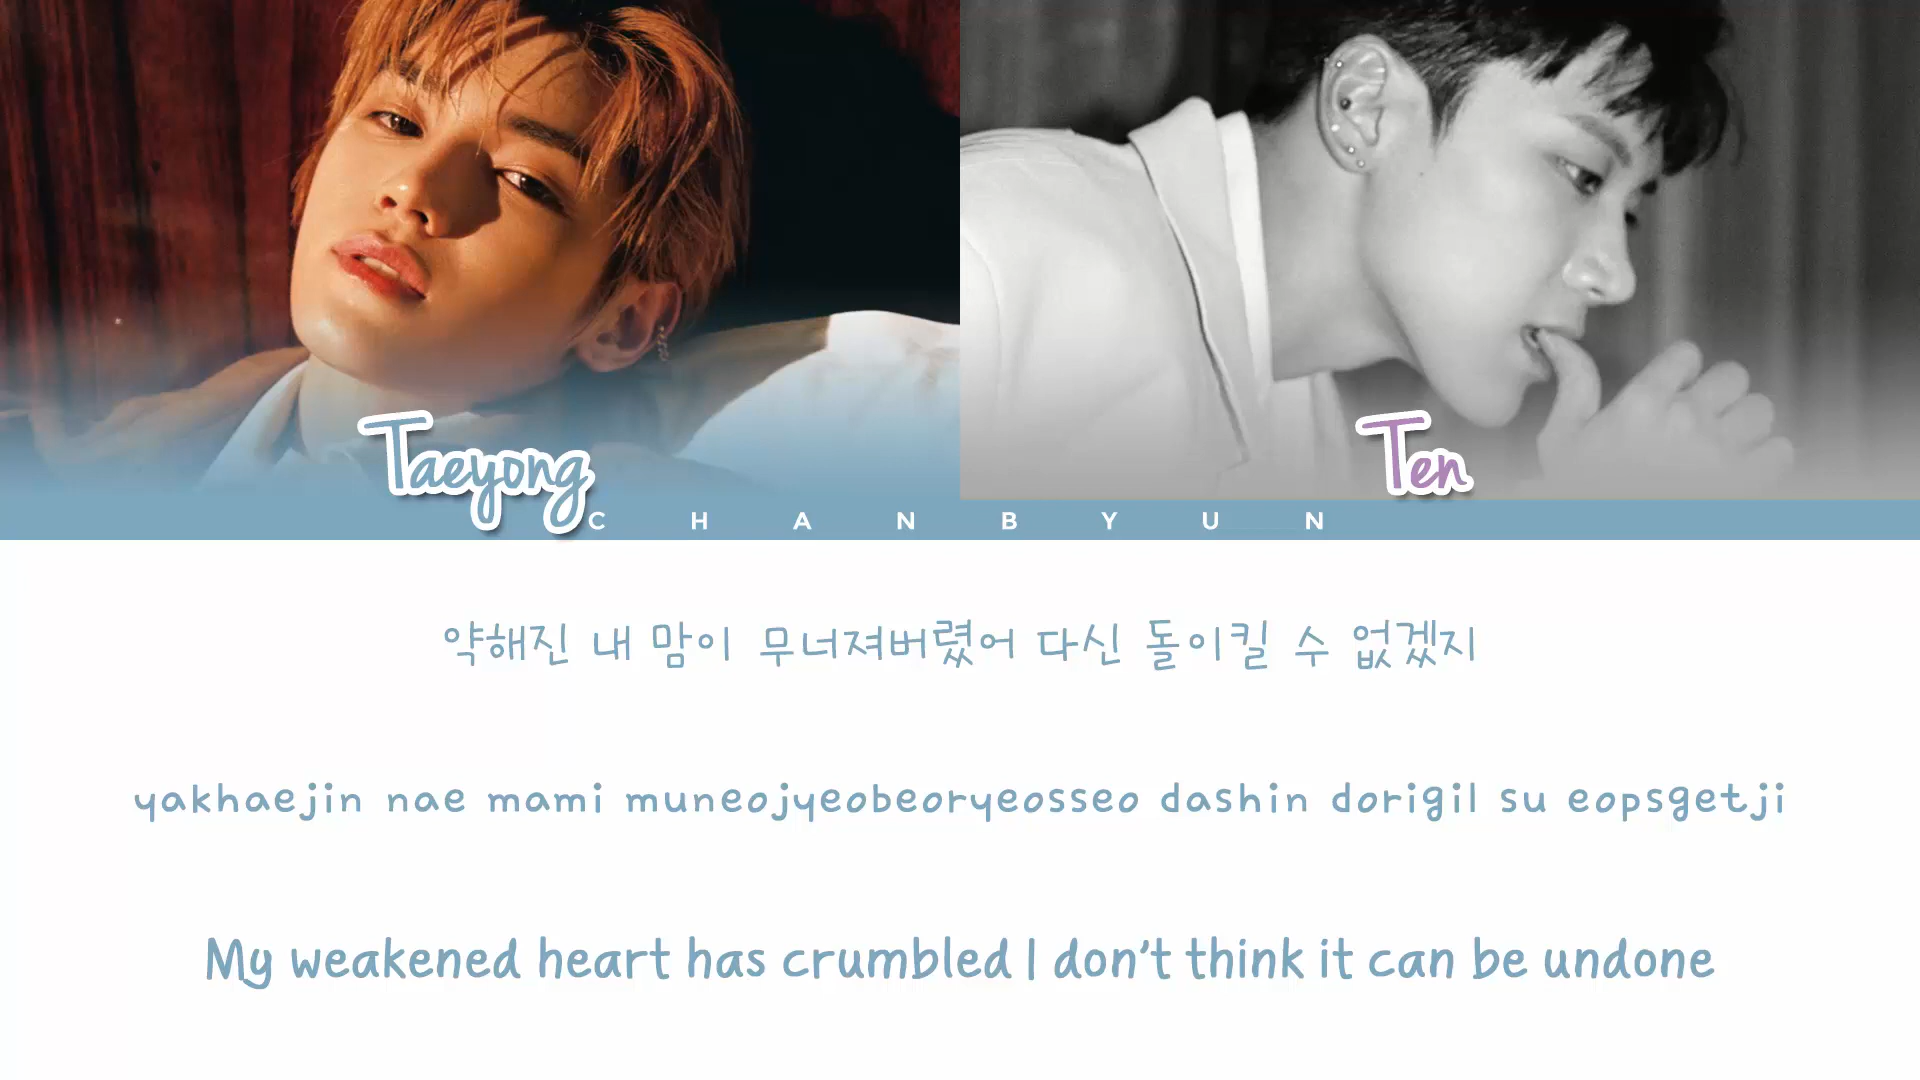 Taeyong
Ten
CHANBYUN
약해진 내 맘이 무너져버렸어 다신 돌이킬 수 없겠지
yakhaejin nae mami muneojyeobeoryeosseo dashin dorigil su eopsgetji
My weakened heart has crumbled I don't think it can be undone